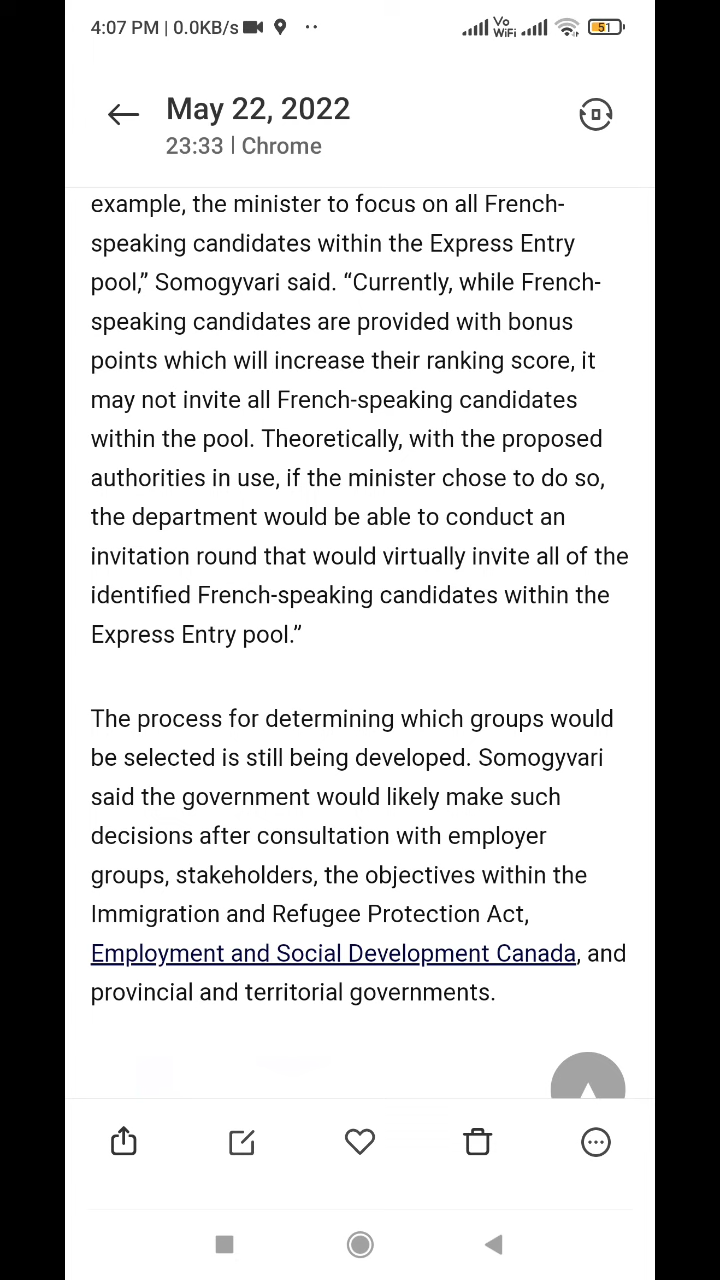 4:07 PM | 0.0KB/s
Vo
WiFi
51
May 22, 2022
23:33 | Chrome
example, the minister to focus on all French-
speaking candidates within the Express Entry
pool,” Somogyvari said. “Currently, while French-
speaking candidates are provided with bonus
points which will increase their ranking score, it
may not invite all French-speaking candidates
within the pool. Theoretically, with the proposed
authorities in use, if the minister chose to do so,
the department would be able to conduct an
invitation round that would virtually invite all of the
identified French-speaking candidates within the
Express Entry pool.”
The process for determining which groups would
be selected is still being developed. Somogyvari
said the government would likely make such
decisions after consultation with employer
groups, stakeholders, the objectives within the
Immigration and Refugee Protection Act,
Employment and Social Development Canada, and
provincial and territorial governments.